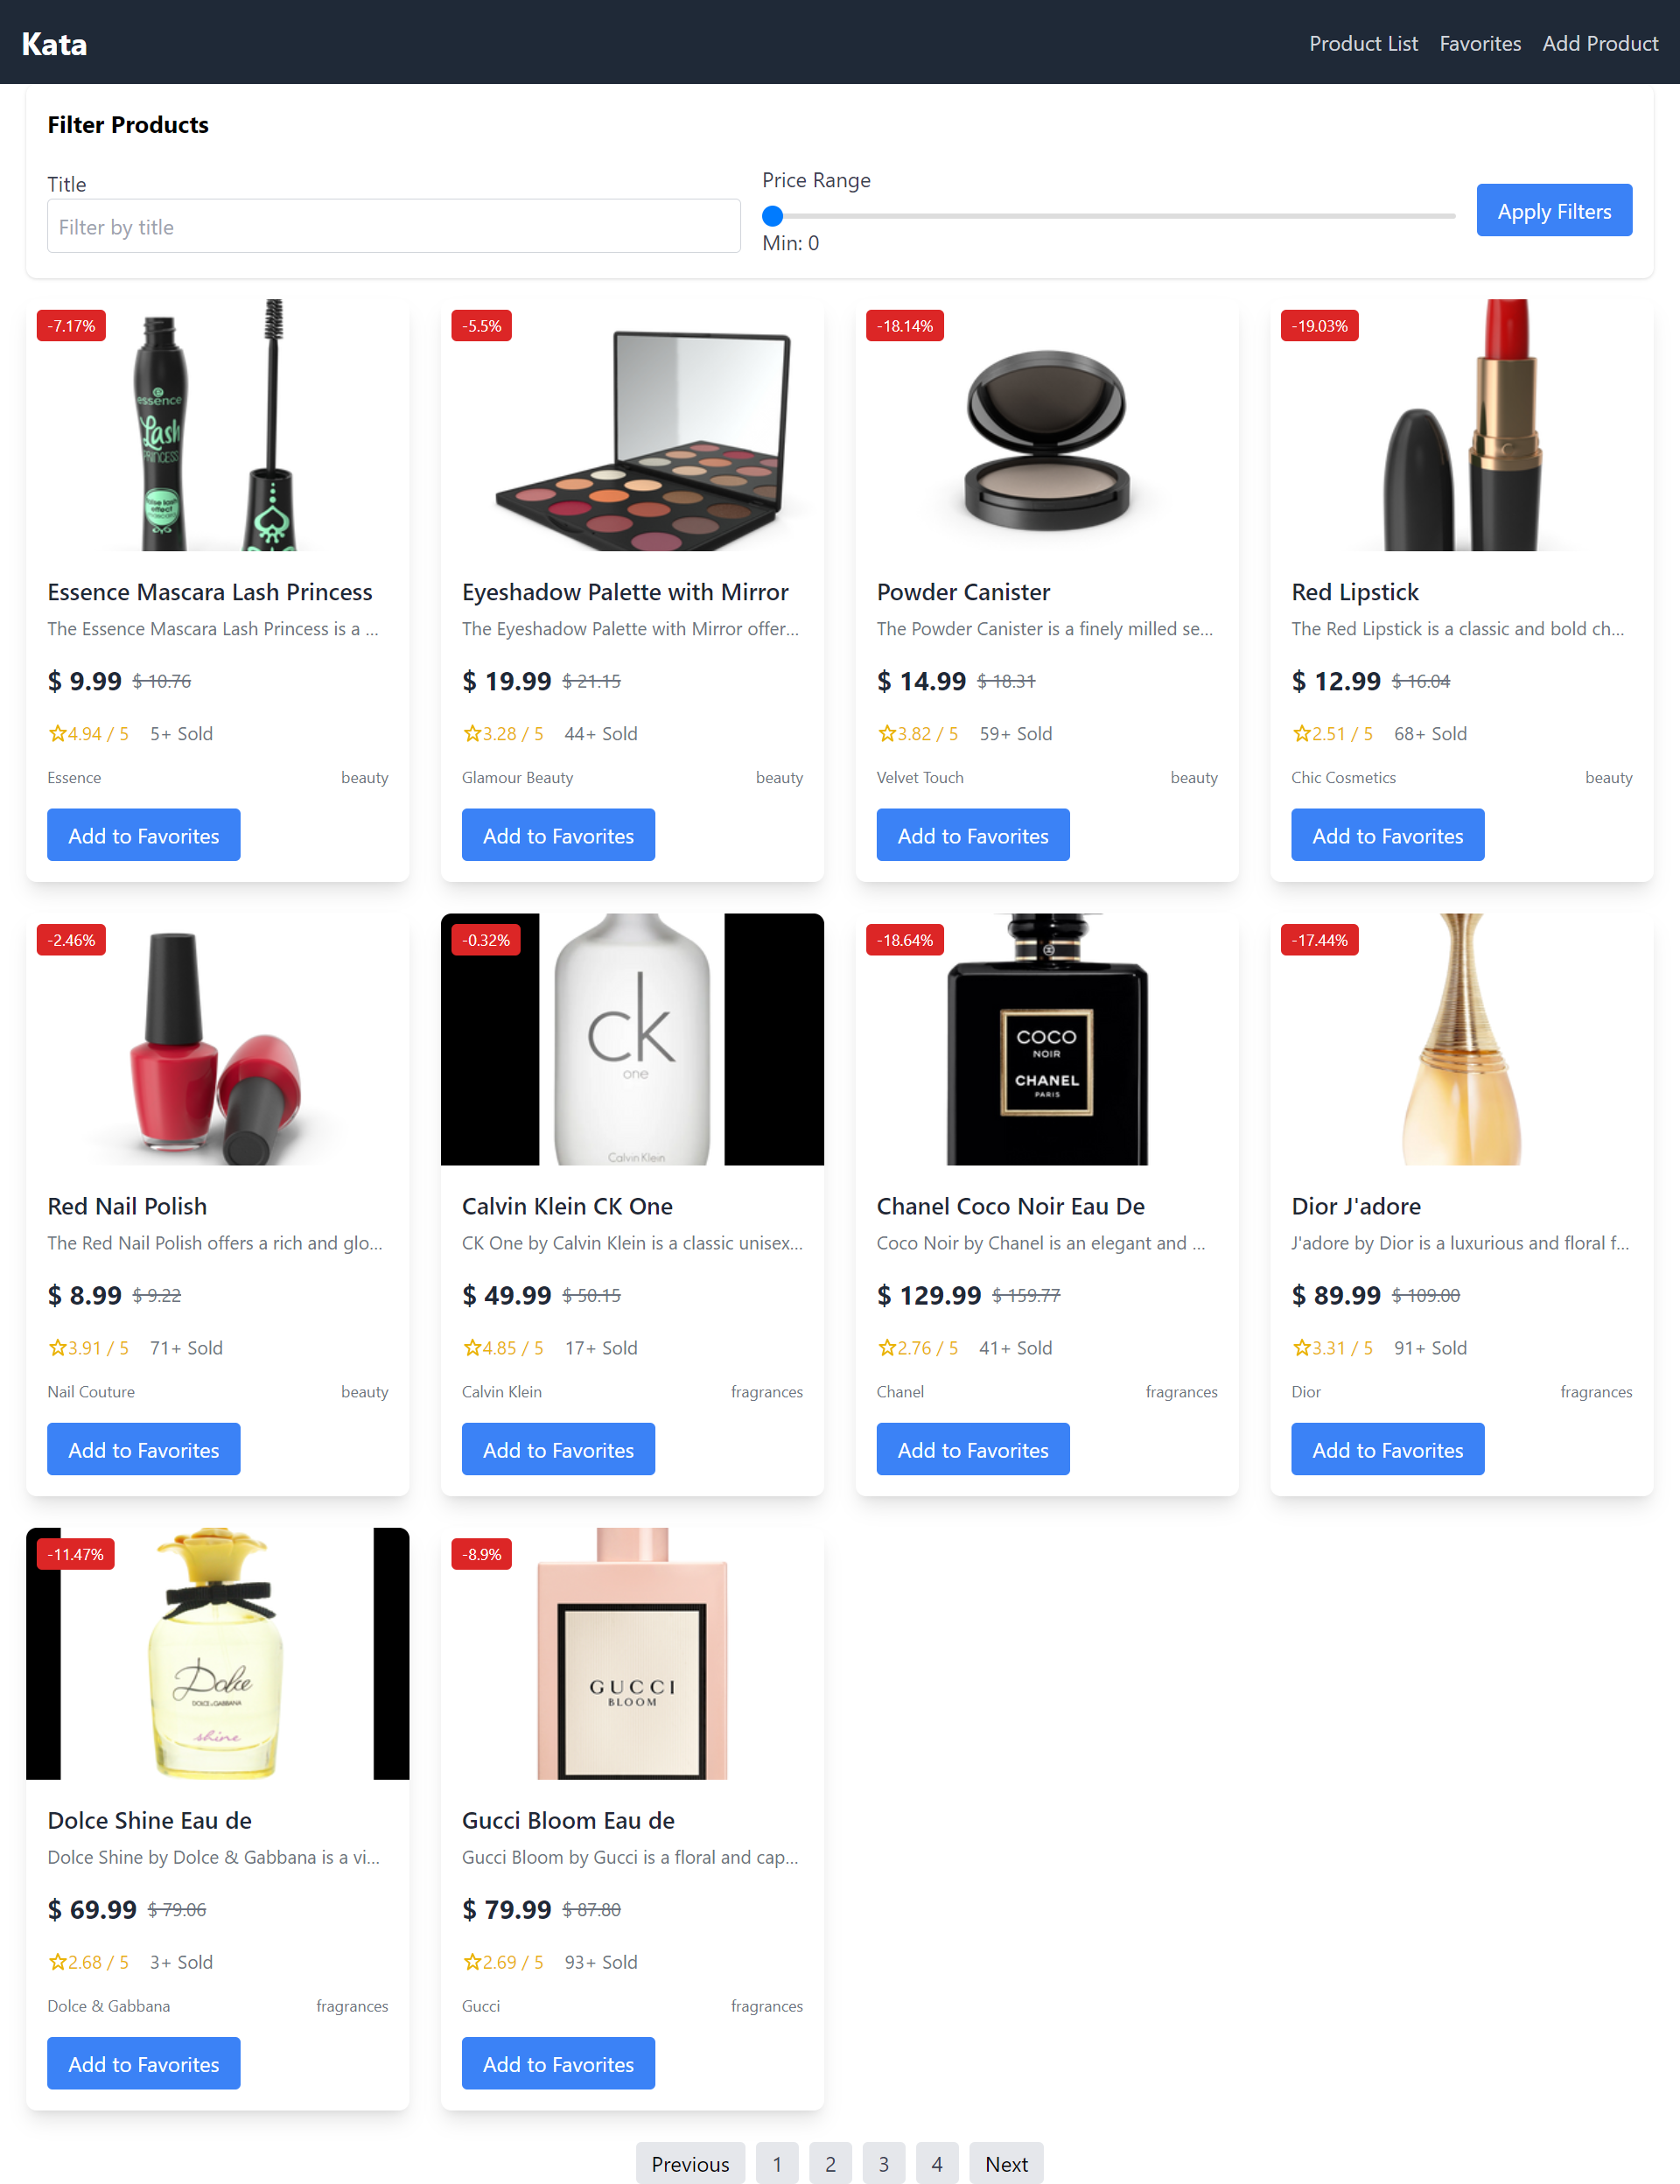 Kata
Product List Favorites Add Product
Filter Products
Title
Filter by title
Price Range
Min: 0
Apply Filters
-7.17%
essence
Lash
PRINCESS
false lash
effect
mascara
Essence Mascara Lash Princess
The Essence Mascara Lash Princess is a ...
$ 9.99 $ 10.76
4.94 / 5 5+ Sold
Essence beauty
Add to Favorites
-5.5%
Eyeshadow Palette with Mirror
The Eyeshadow Palette with Mirror offer...
$ 19.99 $ 21.15
3.28 / 5 44+ Sold
Glamour Beauty beauty
Add to Favorites
-18.14%
Powder Canister
The Powder Canister is a finely milled se...
$ 14.99 $ 18.31
3.82 / 5 59+ Sold
Velvet Touch beauty
Add to Favorites
-19.03%
Red Lipstick
The Red Lipstick is a classic and bold ch...
$ 12.99 $ 16.04
2.51 / 5 68+ Sold
Chic Cosmetics beauty
Add to Favorites
-2.46%
Red Nail Polish
The Red Nail Polish offers a rich and glo...
$ 8.99 $ 9.22
3.91 / 5 71+ Sold
Nail Couture beauty
Add to Favorites
-0.32%
ck
one
Calvin Klein
Calvin Klein CK One
CK One by Calvin Klein is a classic unisex...
$ 49.99 $ 50.15
4.85 / 5 17+ Sold
Calvin Klein fragrances
Add to Favorites
-18.64%
COCO
NOIR
CHANEL
PARIS
Chanel Coco Noir Eau De
Coco Noir by Chanel is an elegant and ...
$ 129.99 $ 159.77
2.76 / 5 41+ Sold
Chanel fragrances
Add to Favorites
-17.44%
Dior J'adore
J'adore by Dior is a luxurious and floral f...
$ 89.99 $ 109.00
3.31 / 5 91+ Sold
Dior fragrances
Add to Favorites
-11.47%
Dolce
DOLCE & GABBANA
shine
Dolce Shine Eau de
Dolce Shine by Dolce & Gabbana is a vi...
$ 69.99 $ 79.06
2.68 / 5 3+ Sold
Dolce & Gabbana fragrances
Add to Favorites
-8.9%
GUCCI
BLOOM
Gucci Bloom Eau de
Gucci Bloom by Gucci is a floral and cap...
$ 79.99 $ 87.80
2.69 / 5 93+ Sold
Gucci fragrances
Add to Favorites
Previous 1 2 3 4 Next